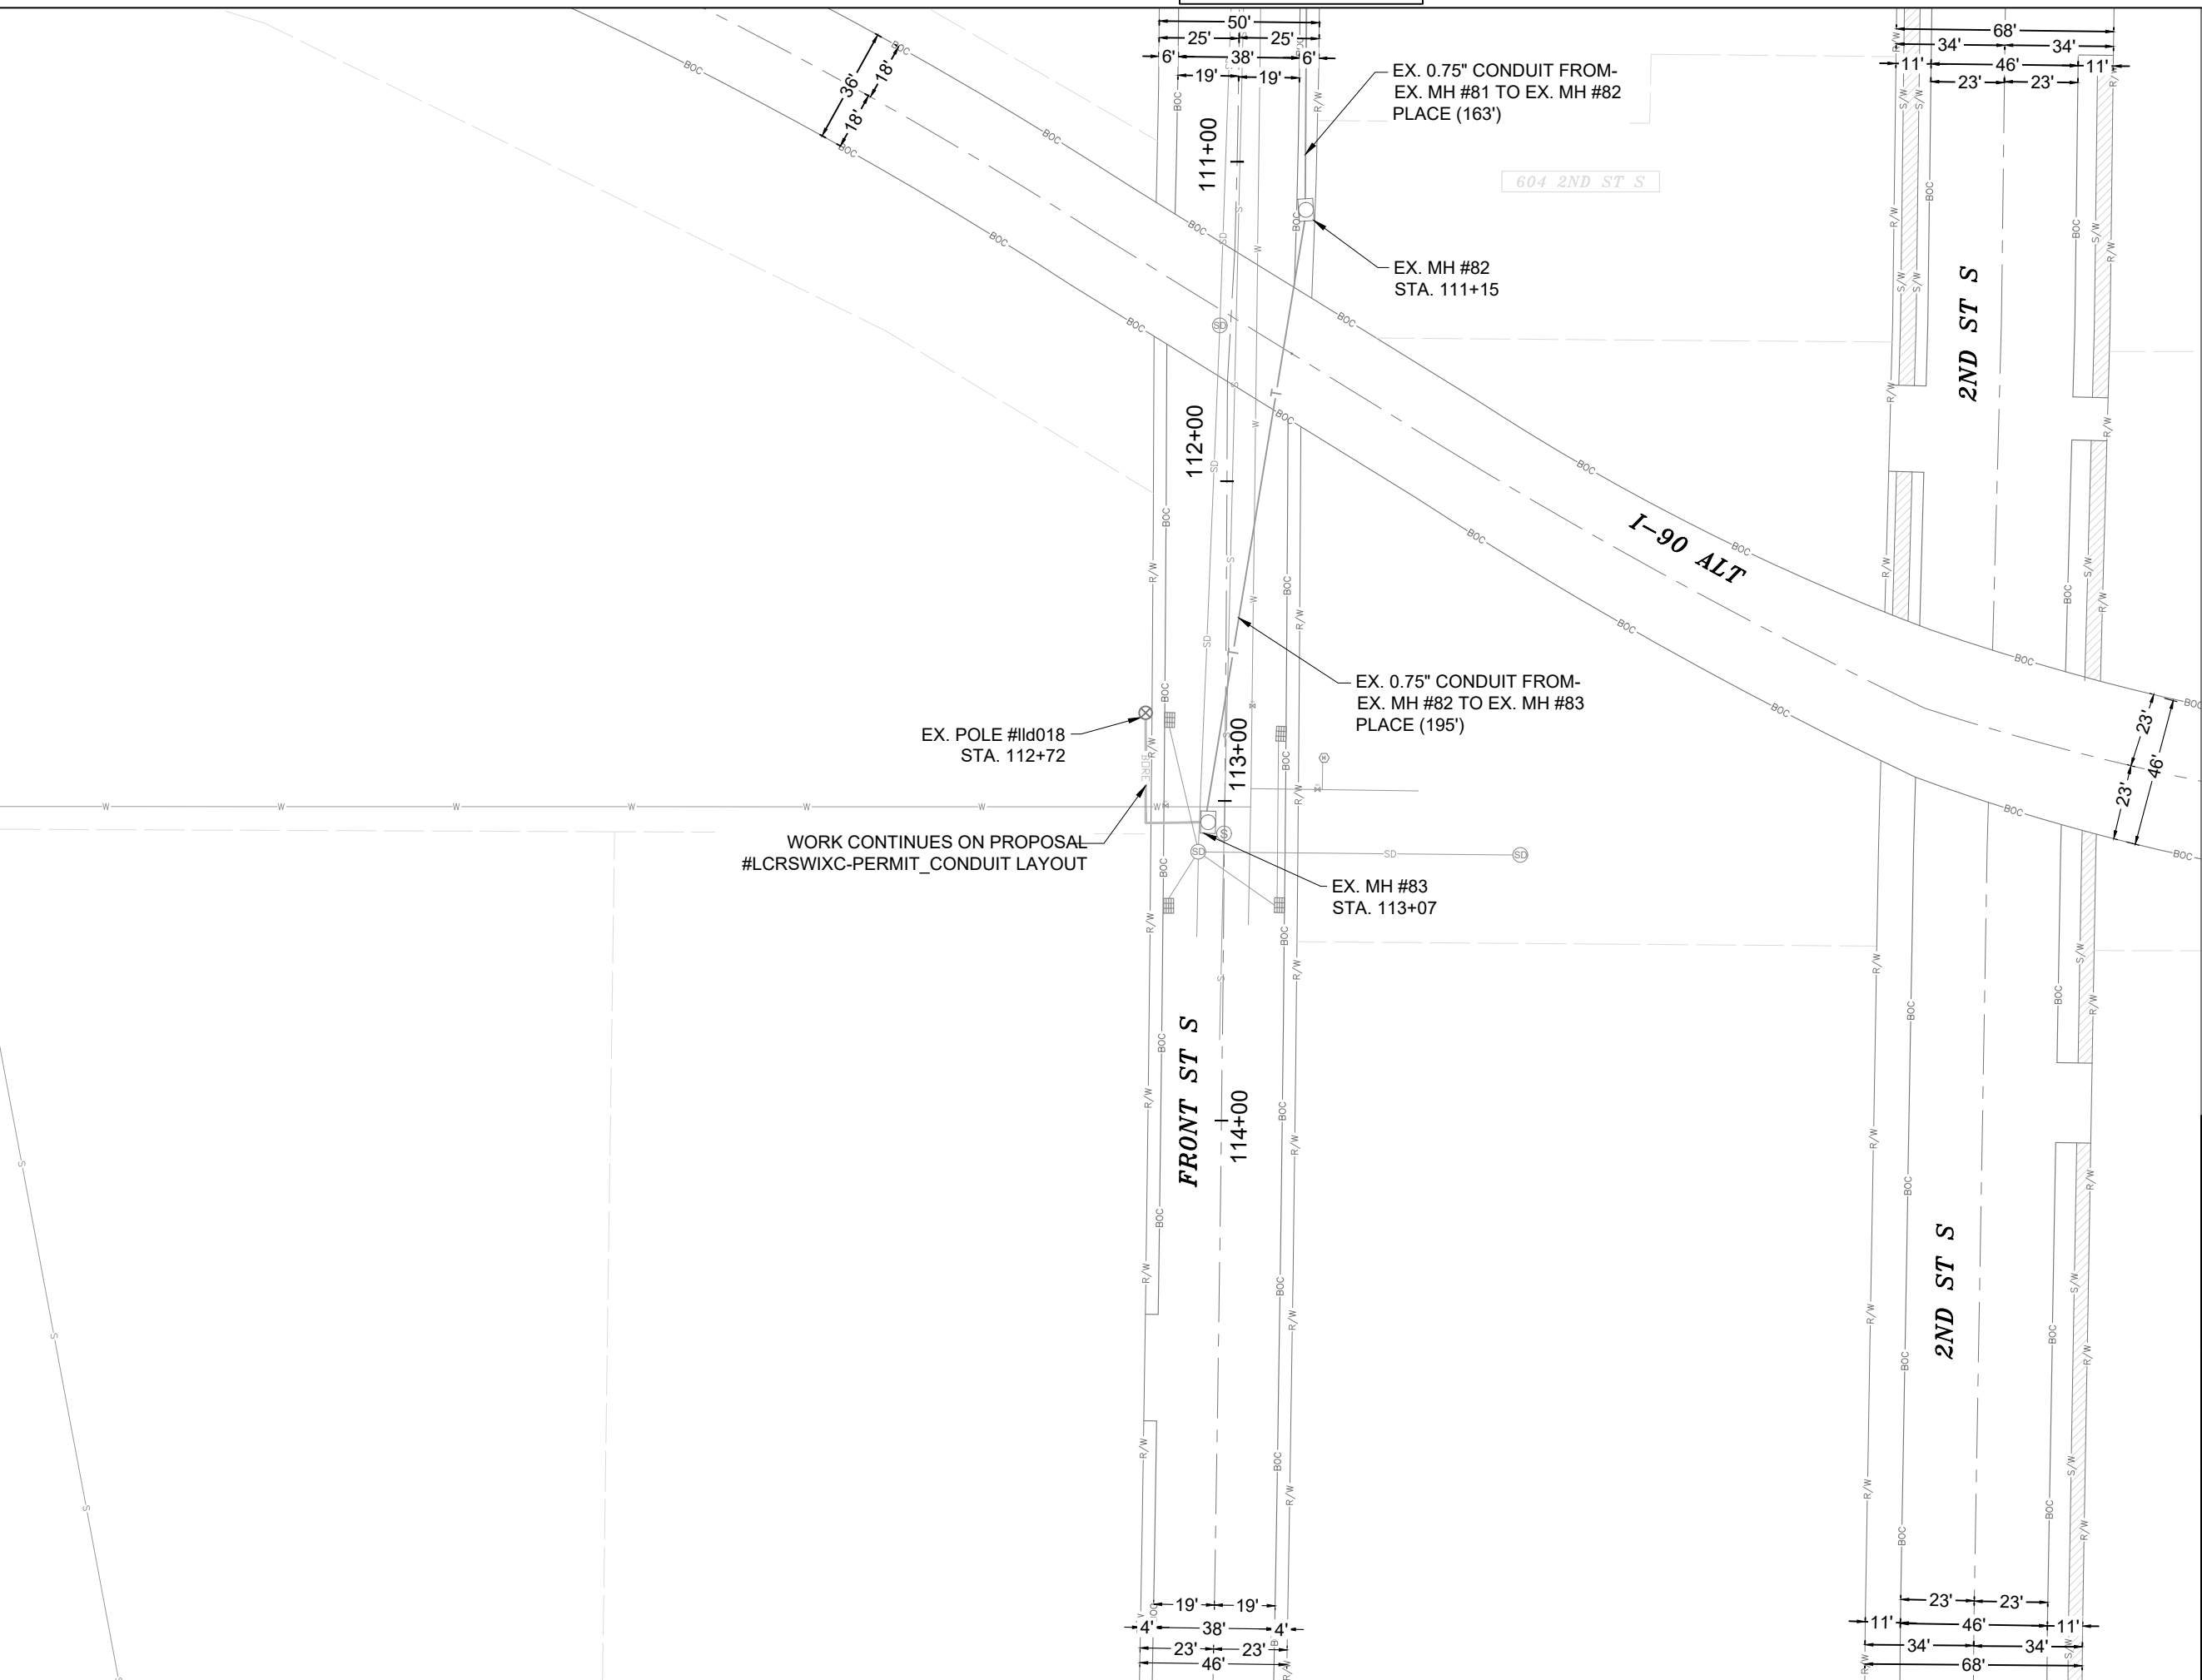 50'
25' 25'
6' 38' 6'
19' 19'
68'
34' 34'
11' 46' 11'
23' 23'
36'
18'
18'
EX. 0.75" CONDUIT FROM-
EX. MH #81 TO EX. MH #82
PLACE (163')
111+00
604 2ND ST S
EX. MH #82
STA. 111+15
2ND ST S
112+00
I-90 ALT
EX. 0.75" CONDUIT FROM-
EX. MH #82 TO EX. MH #83
PLACE (195')
23'
46'
23'
EX. POLE #lld018
STA. 112+72
113+00
BORE
WORK CONTINUES ON PROPOSAL
#LCRSWIXC-PERMIT_CONDUIT LAYOUT
EX. MH #83
STA. 113+07
FRONT ST S
114+00
2ND ST S
19' 19'
4' 38' 4'
23' 23'
46'
23' 23'
11' 46' 11'
34' 34'
68'